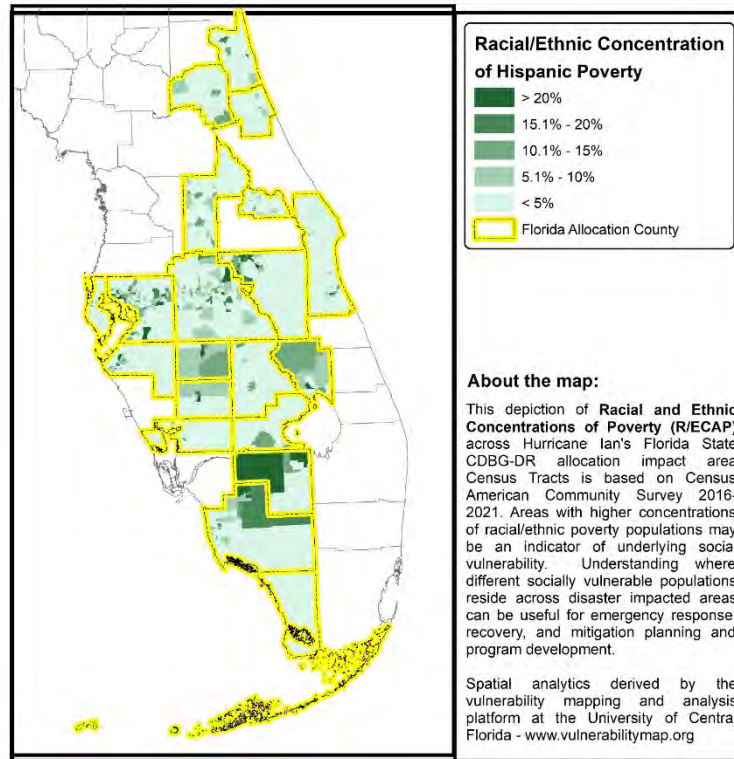 Racial/Ethnic Concentration
of Hispanic Poverty
> 20%
15.1% - 20%
10.1% - 15%
5.1% - 10%
< 5%
Florida Allocation County
About the map:
This depiction of Racial and Ethnic
Concentrations of Poverty (R/ECAP)
across Hurricane Ian's Florida State
CDBG-DR allocation impact area
Census Tracts is based on Census
American Community Survey 2016-
2021. Areas with higher concentrations
of racial/ethnic poverty populations may
be an indicator of underlying social
vulnerability. Understanding where
different socially vulnerable populations
reside across disaster impacted areas
can be useful for emergency response,
recovery, and mitigation planning and
program development.
Spatial analytics derived by the
vulnerability mapping and analysis
platform at the University of Central
Florida - www.vulnerabilitymap.org